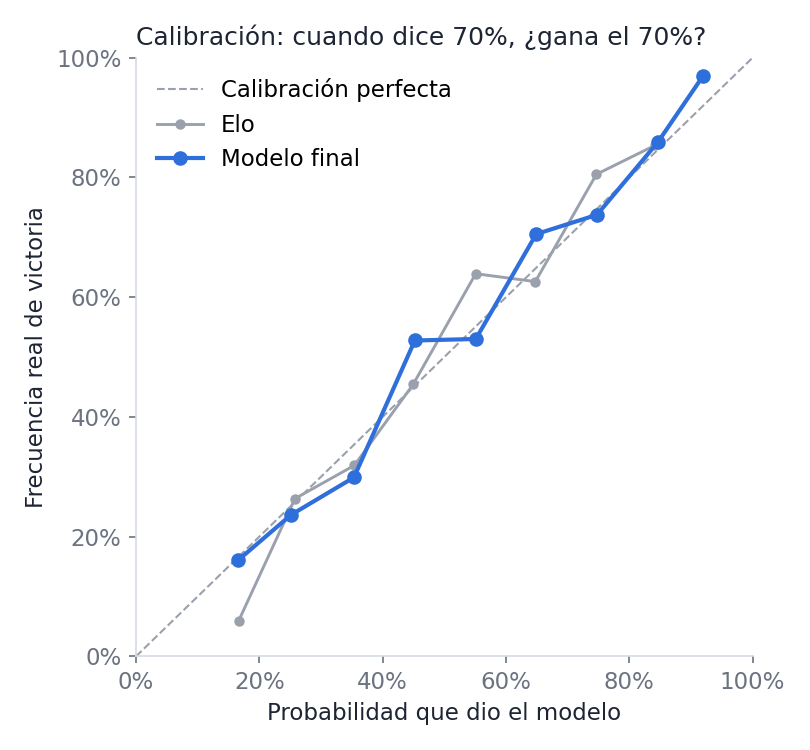 Calibración: cuando dice 70%, ¿gana el 70%?
100%
80%
60%
40%
20%
0%
Frecuencia real de victoria
Calibración perfecta
Elo
Modelo final
0%
20%
40%
60%
80%
100%
Probabilidad que dio el modelo